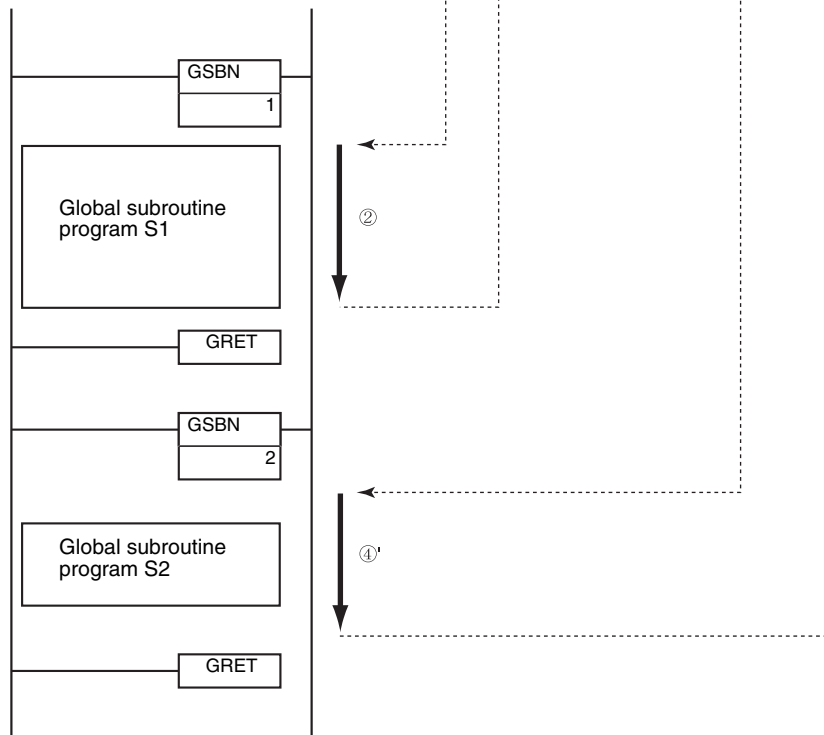 GSBN
1
Global subroutine
program S1
②
GRET
GSBN
2
Global subroutine
program S2
④'
GRET